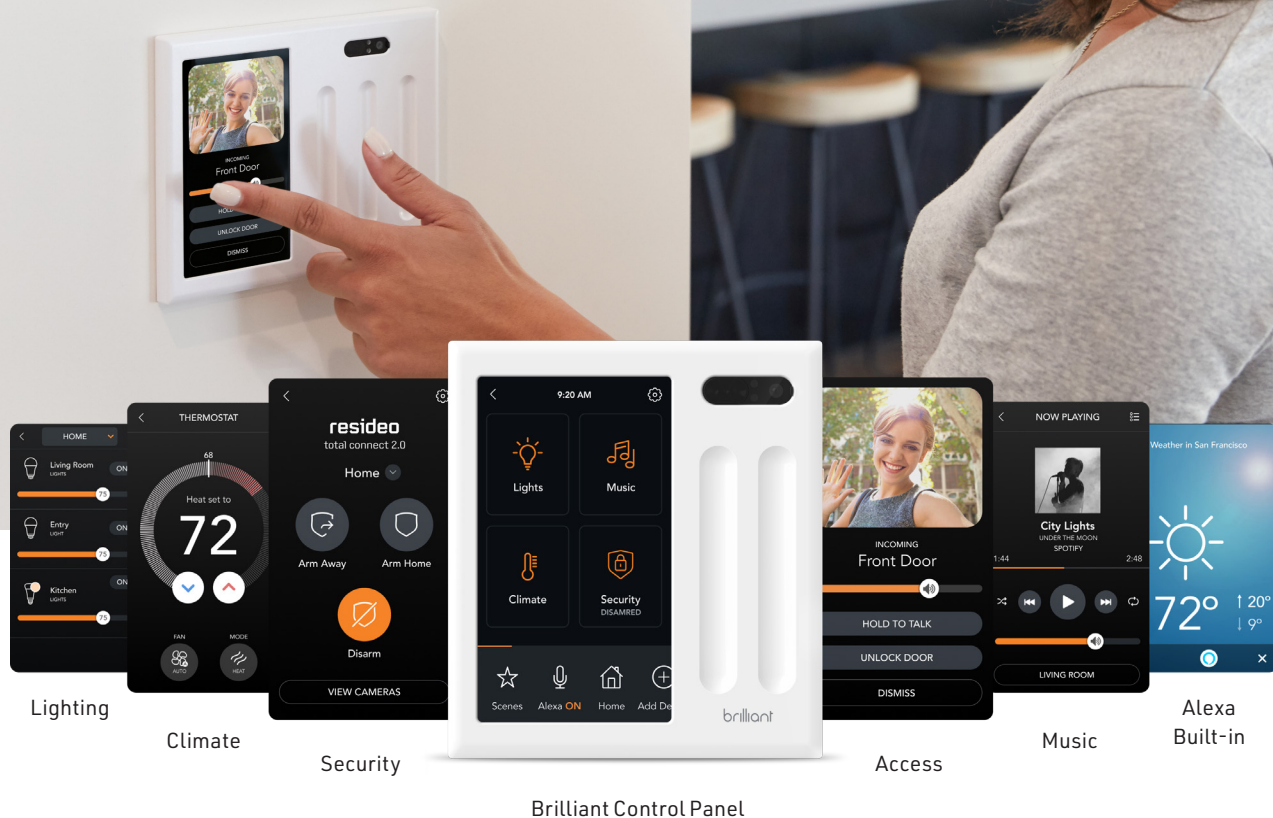 INCOMING
Front Door
HOL
UNLOCK DOOR
DISMISS
HOME
Living Room
LIGHTS
ON
75
Entry
LIGHT
ON
75
Kitchen
LIGHTS
ON
75
Lighting
THERMOSTAT
68
Heat set to
72
FAN
AUTO
MODE
HEAT
Climate
resideo
total connect 2.0
Home
Arm Away
Arm Home
Disarm
VIEW CAMERAS
Security
9:20 AM
Lights
Music
Climate
Security
DISAMRED
Scenes
Alexa ON
Home
Add De
brilliant
Brilliant Control Panel
INCOMING
Front Door
HOLD TO TALK
UNLOCK DOOR
DISMISS
Access
NOW PLAYING
City Lights
UNDER THE MOON
SPOTIFY
1:44
2:48
LIVING ROOM
Music
Weather in San Francisco
72°
↑ 20°
↓ 9°
Alexa
Built-in